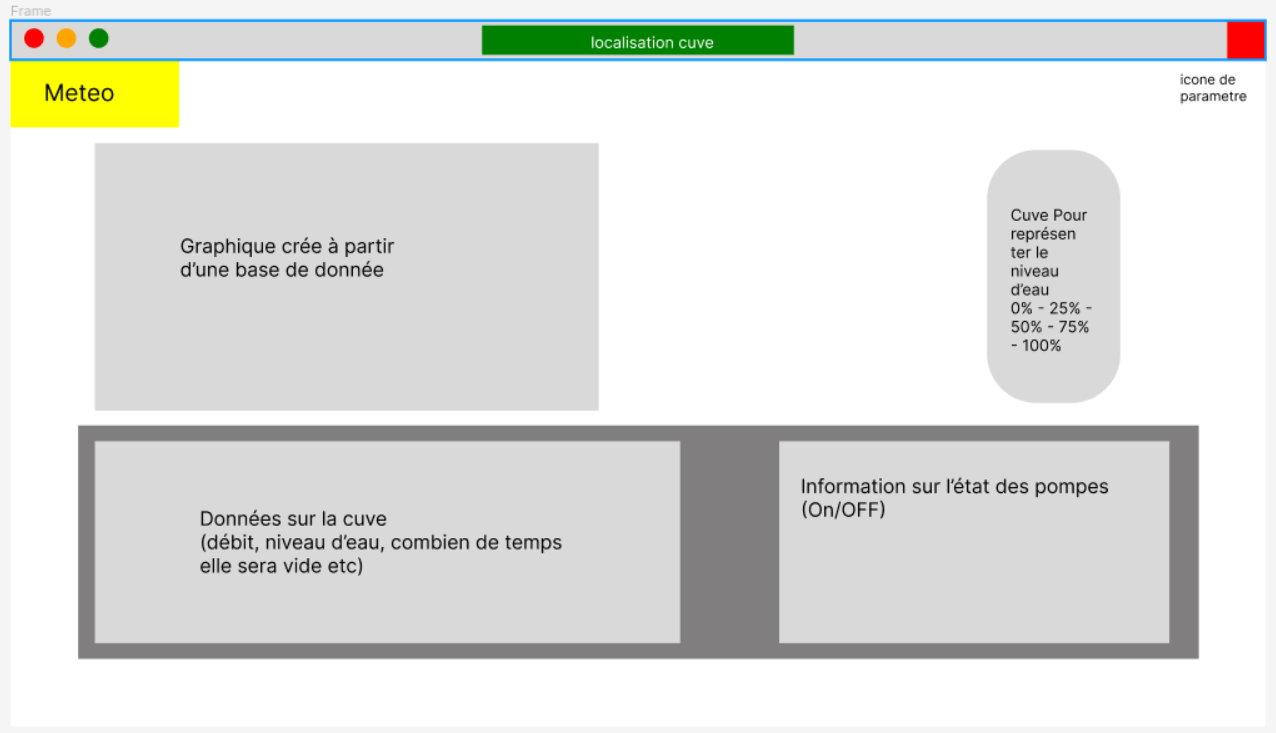 Frame
localisation cuve
Meteo
icone de
parametre
Graphique crée à partir
d'une base de donnée
Cuve Pour
représen
ter le
niveau
d'eau
0% - 25% -
50% - 75%
- 100%
Données sur la cuve
(débit, niveau d'eau, combien de temps
elle sera vide etc)
Information sur l'état des pompes
(On/OFF)